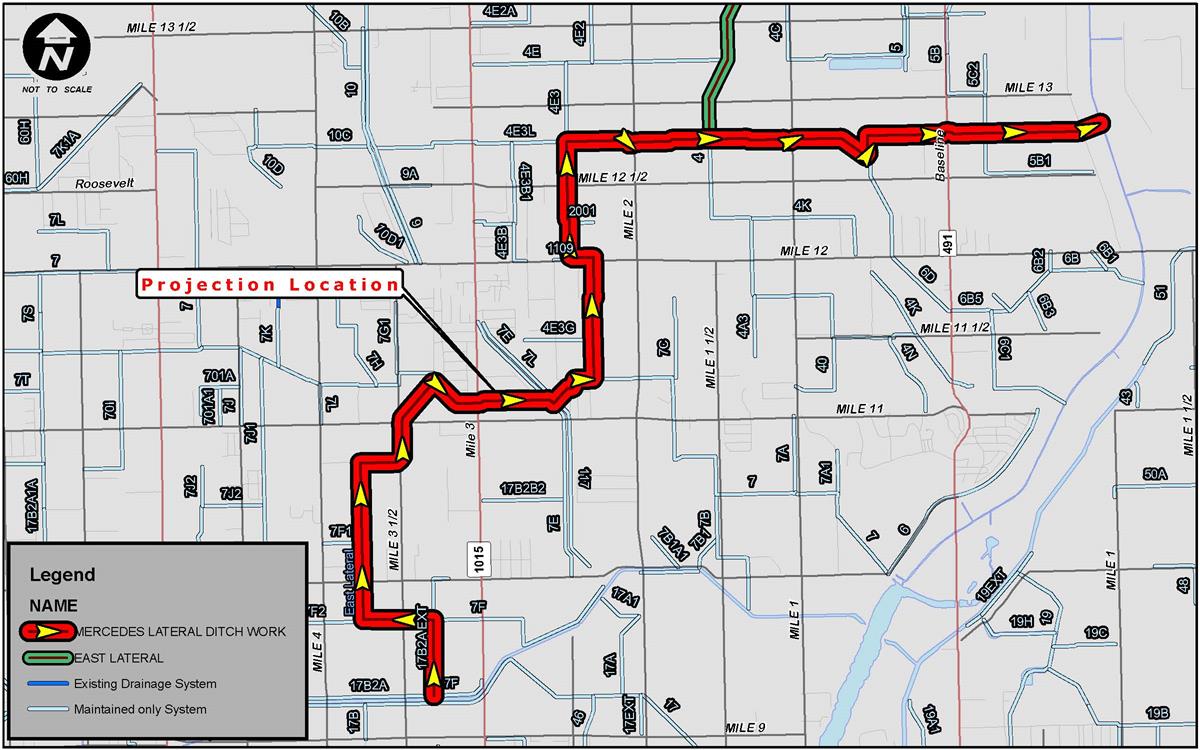 MILE 13 1/2
10B
4E2A
4E2
4C
5
5B
N
NOT TO SCALE
4E
10
5C2
MILE 13
4E3
60H
7K1A
10C
4E3L
Baseline
10D
4
5B1
60H
Roosevelt
9A
4E3B1
MILE 12 1/2
7L
6
2001
MILE 2
4K
70D1
4E3B
1109
MILE 12
491
7
6B2
6B
6B1
Projection Location
6D
51
7S
7
7K
7G1
7E
4E3G
4A3
4K
6B5
6B3
MILE 11 1/2
7L
7C
MILE 1 1/2
4N
6C1
7H
40
7T
701A
701A1
7J
70I
7L
7J1
Mile 3
MILE 11
43
MILE 1 1/2
7A
7A1
7J2
7J2
17B2B2
7
50A
17B2A1A
MILE 3 1/2
7F1
7E
7B
7B1
7B1A1
7
6
1015
East Lateral
MILE 1
48
19EXT
Legend
NAME
MERCEDES LATERAL DITCH WORK
EAST LATERAL
Existing Drainage System
Maintained only System
7F2
MILE 4
7F
17B2AEXT
17A1
MILE 1
19H
19
19C
17B2A
7F
17A
17B
46
17EXT
17
MILE 9
19A1
19B